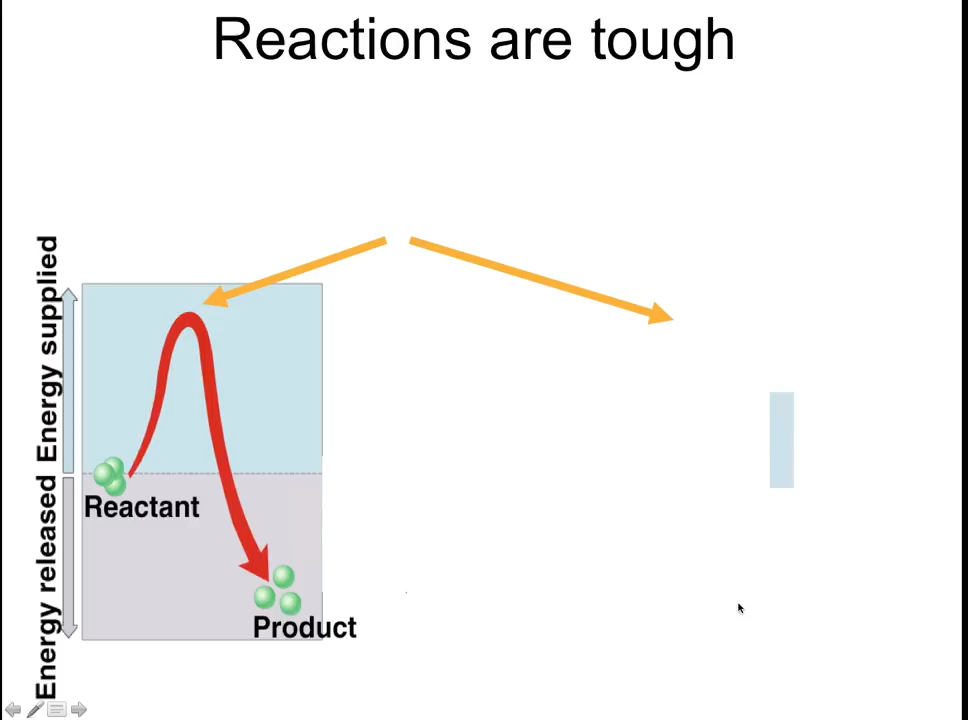 Reactions are tough
Energy supplied
Energy released
Reactant
Product